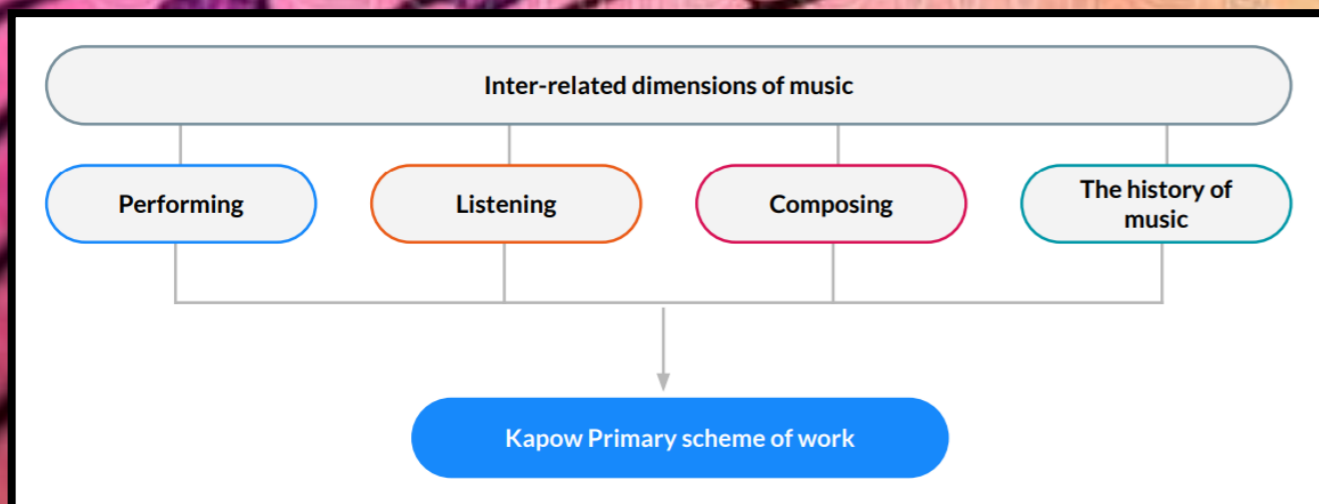 Inter-related dimensions of music
Performing
Listening
Composing
The history of
music
Kapow Primary scheme of work